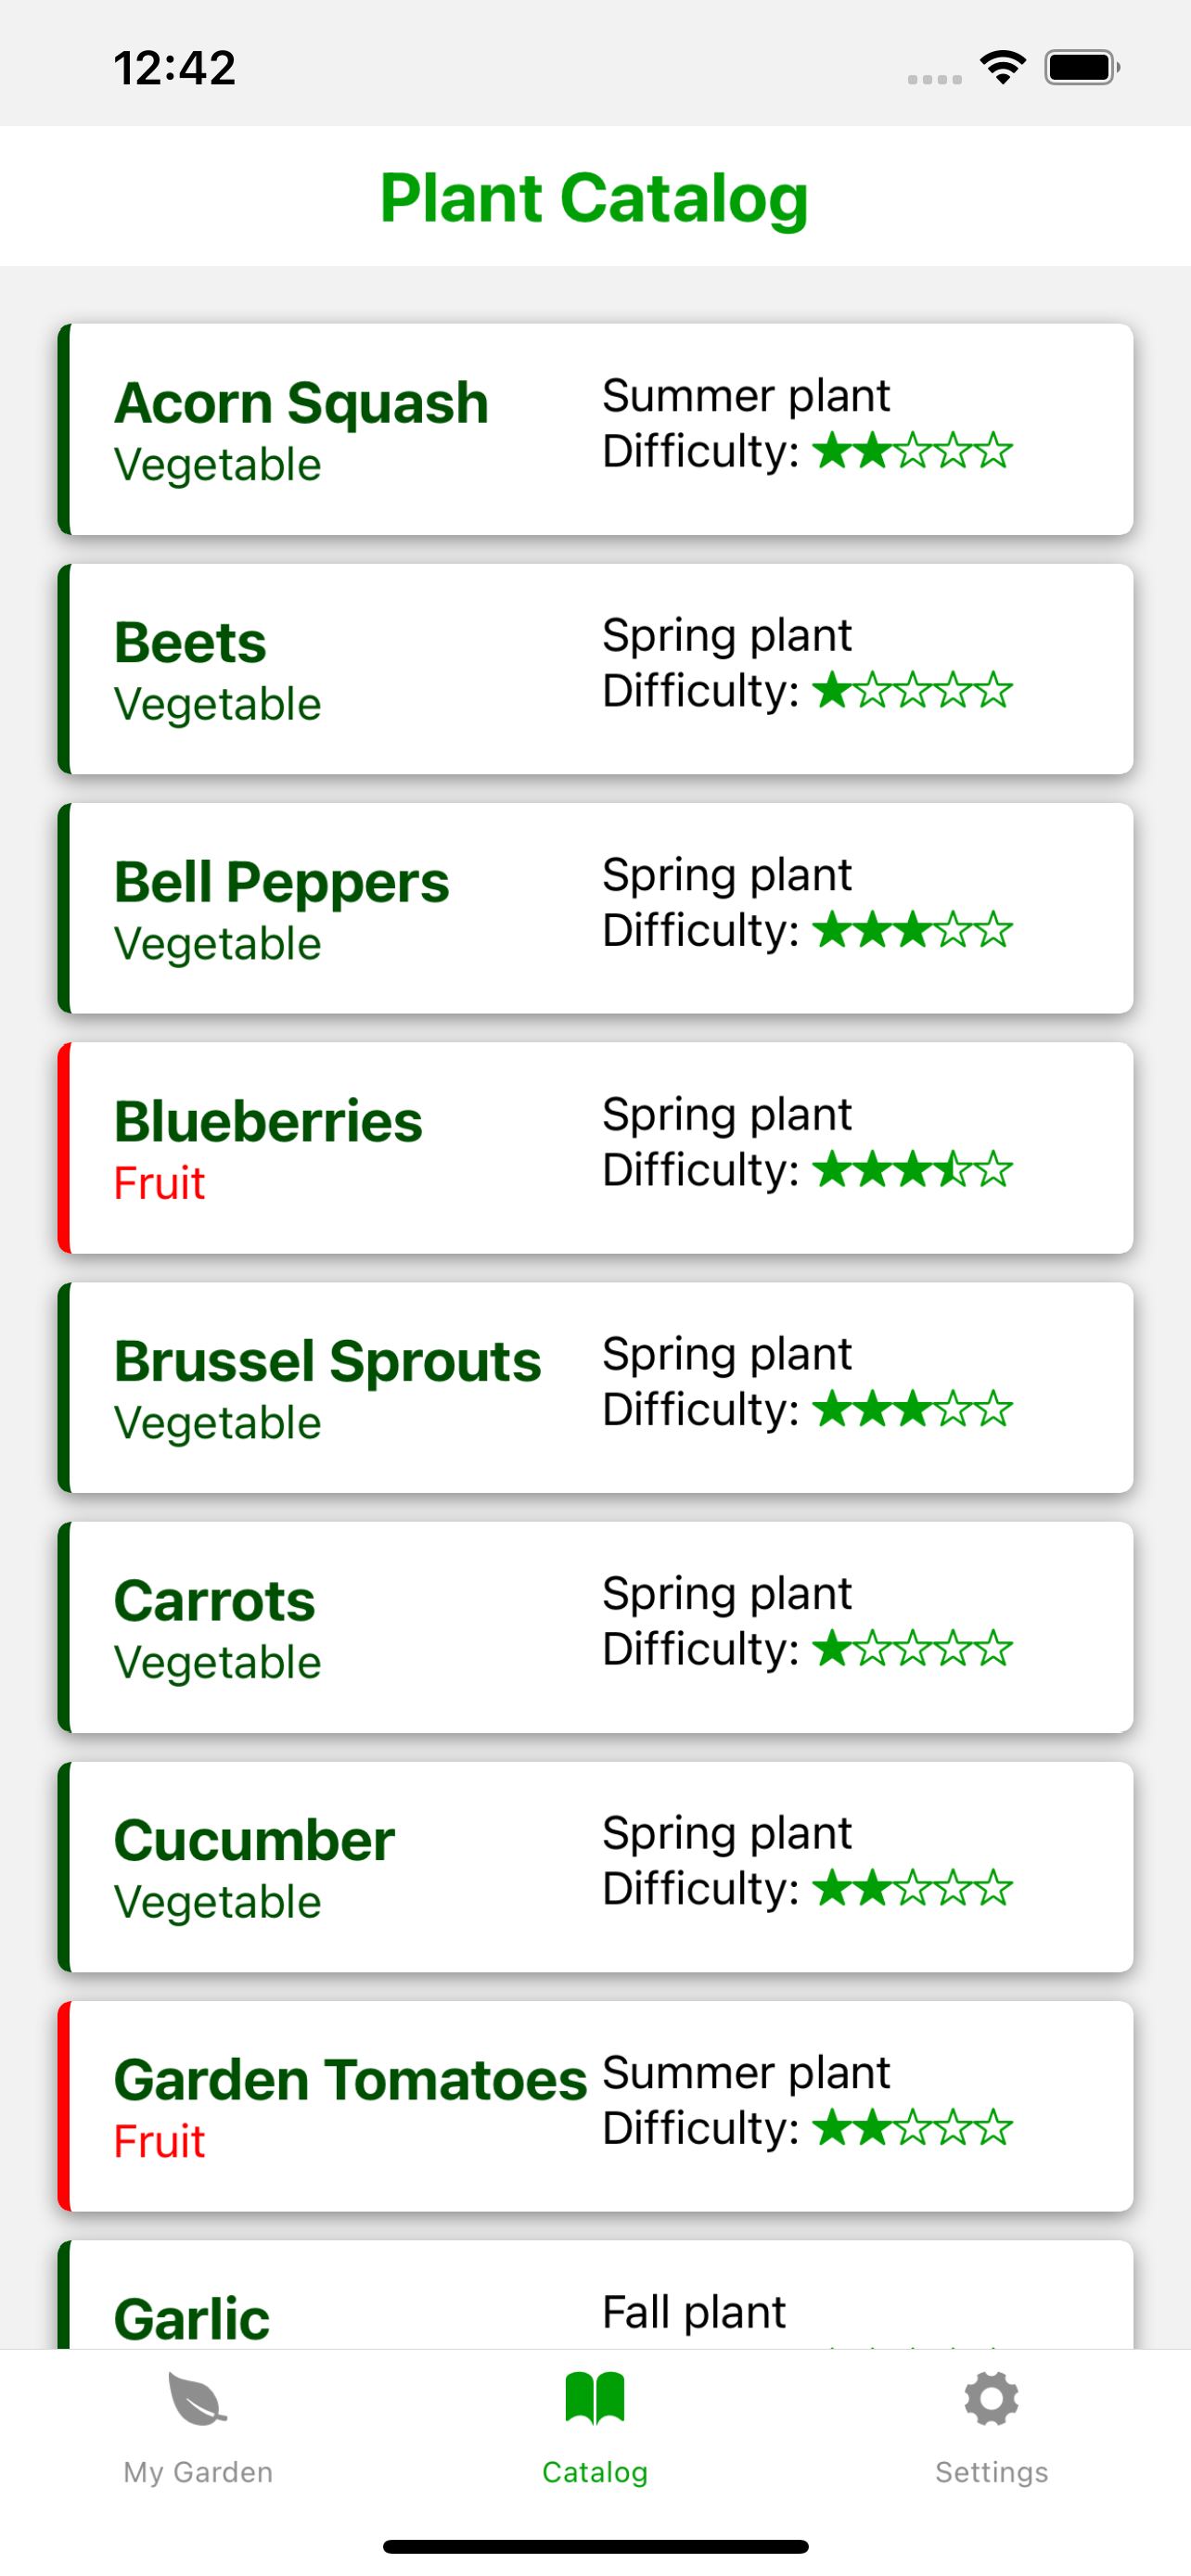 12:42
Plant Catalog
Acorn Squash
Vegetable
Summer plant
Difficulty: ★★☆☆☆
Beets
Vegetable
Spring plant
Difficulty: ★☆☆☆☆
Bell Peppers
Vegetable
Spring plant
Difficulty: ★★★☆☆
Blueberries
Fruit
Spring plant
Difficulty:
Brussel Sprouts
Vegetable
Spring plant
Difficulty: ★★★☆☆
Carrots
Vegetable
Spring plant
Difficulty: ★☆☆☆☆
Cucumber
Vegetable
Spring plant
Difficulty: ★★☆☆☆
Garden Tomatoes
Fruit
Summer plant
Difficulty: ★★☆☆☆
Garlic
Fall plant
My Garden
Catalog
Settings